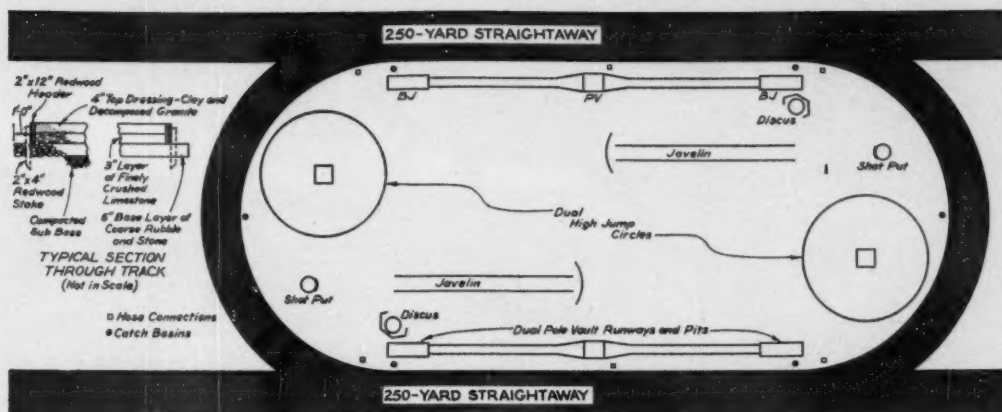 250-YARD STRAIGHTAWAY
2"x12" Redwood
Header
1'-0"
4" Top Dressing-Clay and
Decomposed Granite
3" Layer
of Finely
Crushed
Limestone
2"x4"
Redwood
Stake
Compacted
Sub Base
6" Base Layer of
Coarse Rubble
and Stone
TYPICAL SECTION
THROUGH TRACK
(Not in Scale)
Hose Connections
Catch Basins
BJ
PV
BJ
Discus
Javelin
Shot Put
Dual
High Jump
Circles
Javelin
Shot Put
Discus
Dual Pole Vault Runways and Pits
250-YARD STRAIGHTAWAY